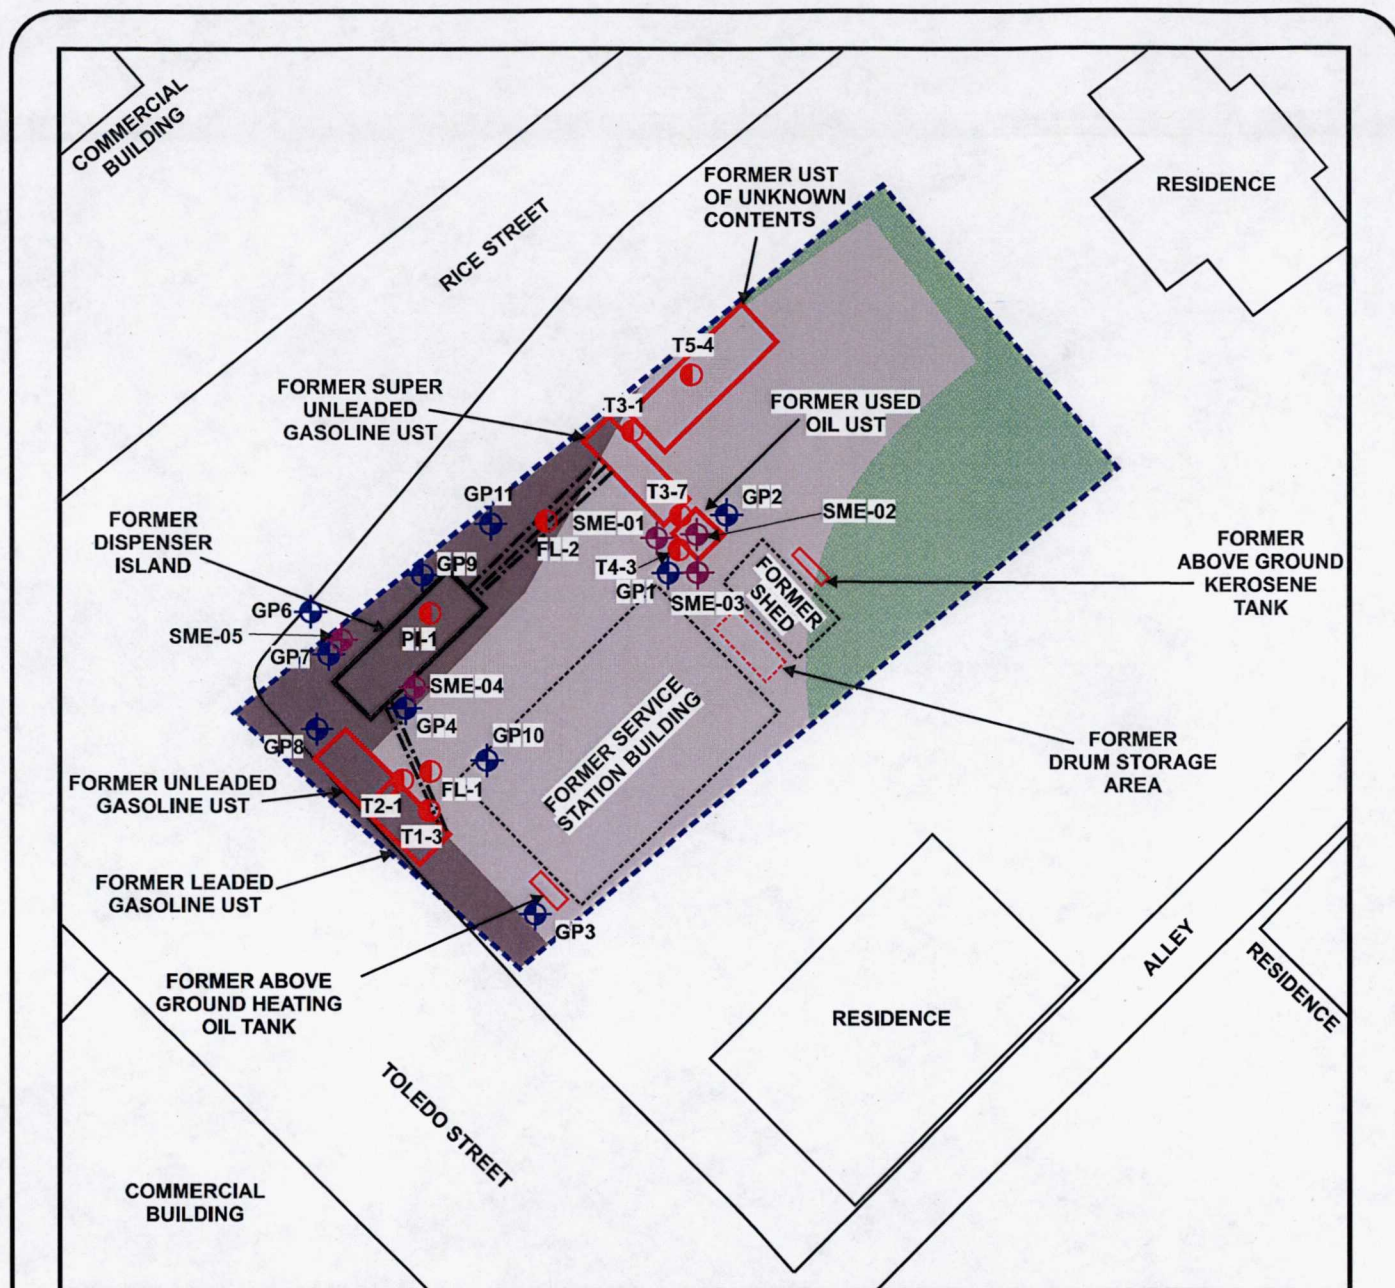 COMMERCIAL
BUILDING
RICE STREET
FORMER UST
OF UNKNOWN
CONTENTS
RESIDENCE
T5-4
FORMER SUPER
UNLEADED
GASOLINE UST
T3-1
FORMER USED
OIL UST
GP11
T3-7
GP2
SME-01
SME-02
FORMER
DISPENSER
ISLAND
FL-2
FORMER
ABOVE GROUND
KEROSENE
TANK
GP9
T4-3
GP1
SME-03
FORMER
SHED
GP6
SME-05
PI-1
GP7
SME-04
GP4
GP8
GP10
FORMER SERVICE
STATION BUILDING
FORMER
DRUM STORAGE
AREA
FORMER UNLEADED
GASOLINE UST
FL-1
T2-1
T1-3
FORMER LEADED
GASOLINE UST
GP3
FORMER ABOVE
GROUND HEATING
OIL TANK
ALLEY
RESIDENCE
RESIDENCE
TOLEDO STREET
COMMERCIAL
BUILDING